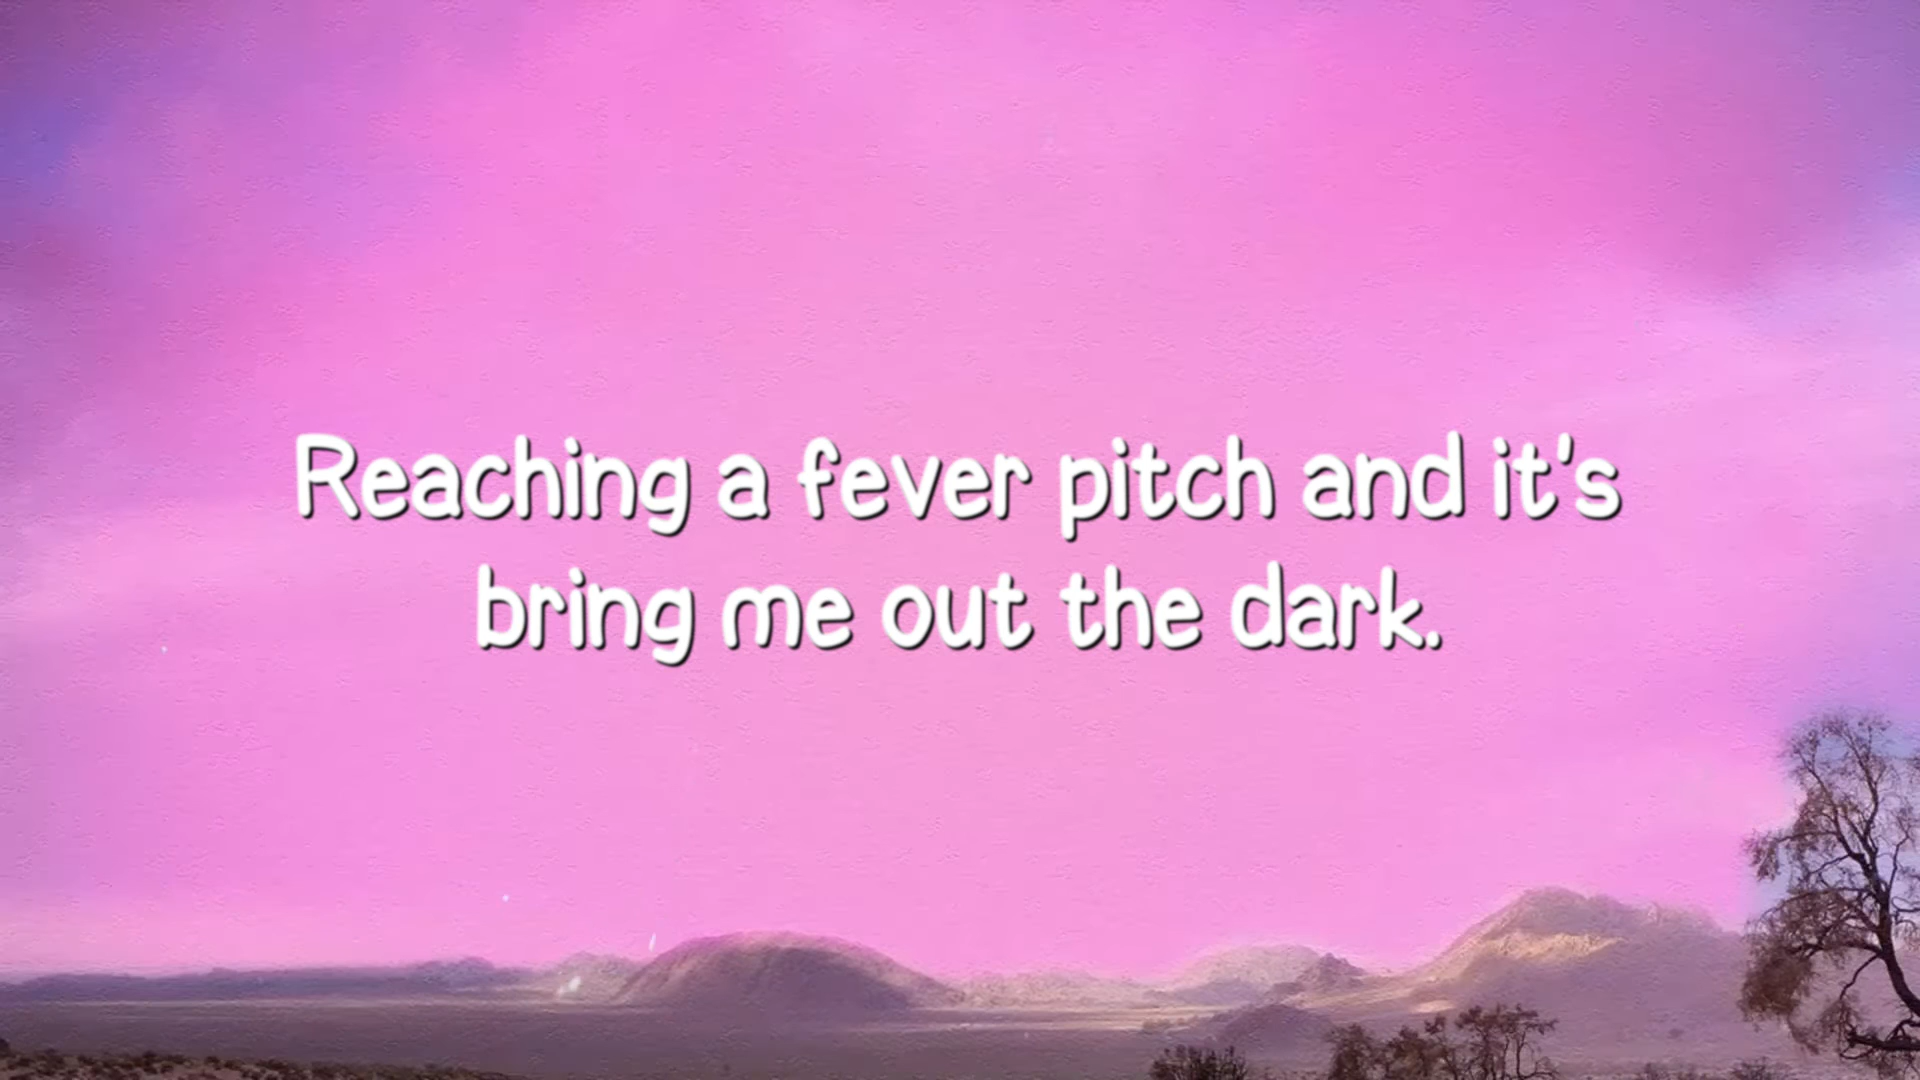 Reaching a fever pitch and it's
bring me out the dark.